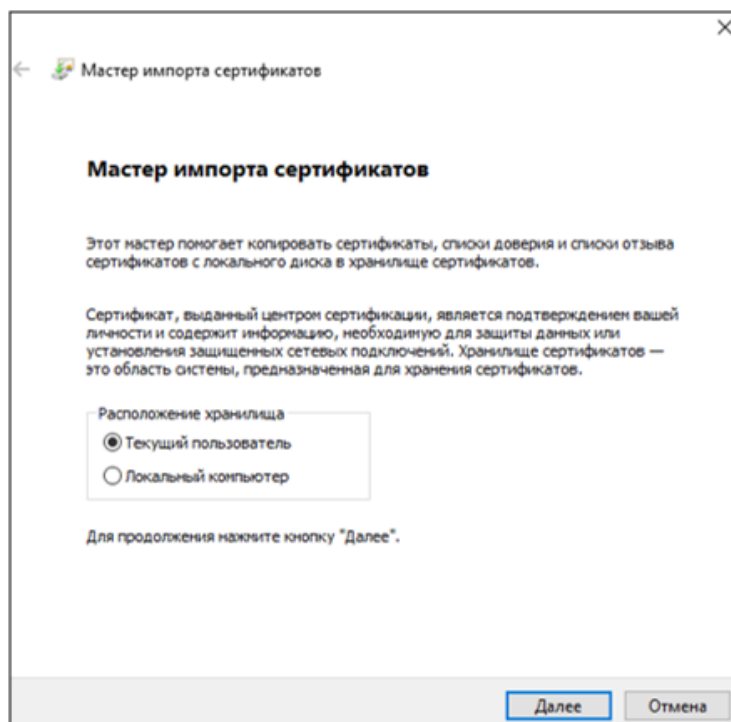 Мастер импорта сертификатов
Мастер импорта сертификатов
Этот мастер помогает копировать сертификаты, списки доверия и списки отзыва
сертификатов с локального диска в хранилище сертификатов.
Сертификат, выданный центром сертификации, является подтверждением вашей
личности и содержит информацию, необходимую для защиты данных или
установления защищенных сетевых подключений. Хранилище сертификатов —
это область системы, предназначенная для хранения сертификатов.
Расположение хранилища
Текущий пользователь
Локальный компьютер
Для продолжения нажмите кнопку "Далее".
Далее
Отмена